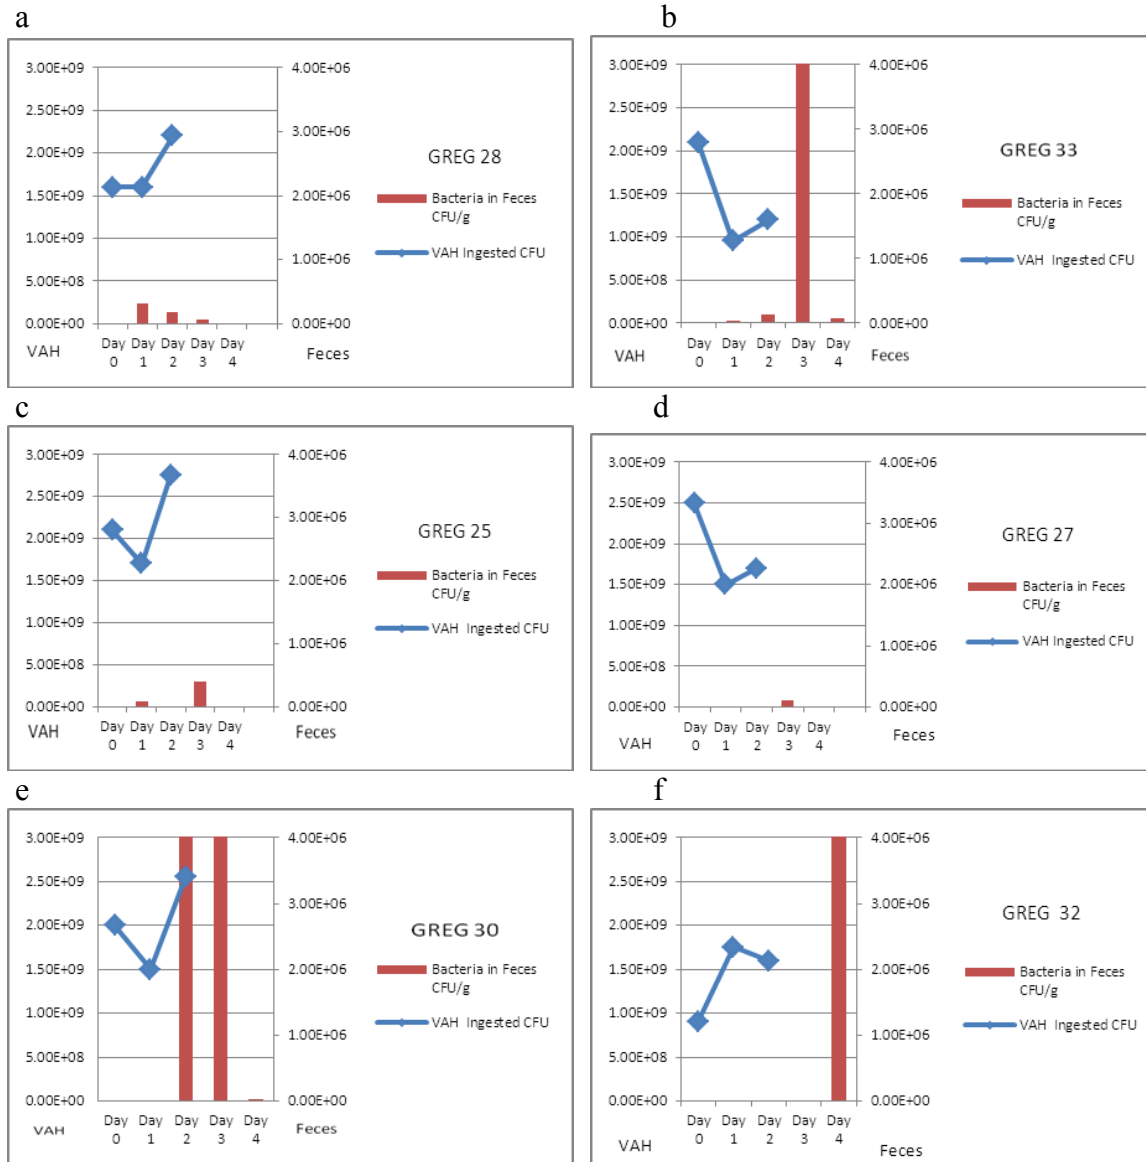 a
3.00E+09
2.50E+09
2.00E+09
1.50E+09
1.00E+09
5.00E+08
0.00E+00
4.00E+06
3.00E+06
2.00E+06
1.00E+06
0.00E+00
VAH
Day 0
Day 1
Day 2
Day 3
Day 4
Feces
GREG 28
Bacteria in Feces
CFU/g
VAH Ingested CFU
b
3.00E+09
2.50E+09
2.00E+09
1.50E+09
1.00E+09
5.00E+08
0.00E+00
4.00E+06
3.00E+06
2.00E+06
1.00E+06
0.00E+00
VAH
Day 0
Day 1
Day 2
Day 3
Day 4
Feces
GREG 33
Bacteria in Feces
CFU/g
VAH Ingested CFU
c
3.00E+09
2.50E+09
2.00E+09
1.50E+09
1.00E+09
5.00E+08
0.00E+00
4.00E+06
3.00E+06
2.00E+06
1.00E+06
0.00E+00
VAH
Day 0
Day 1
Day 2
Day 3
Day 4
Feces
GREG 25
Bacteria in Feces
CFU/g
VAH Ingested CFU
d
3.00E+09
2.50E+09
2.00E+09
1.50E+09
1.00E+09
5.00E+08
0.00E+00
4.00E+06
3.00E+06
2.00E+06
1.00E+06
0.00E+00
VAH
Day 0
Day 1
Day 2
Day 3
Day 4
Feces
GREG 27
Bacteria in Feces
CFU/g
VAH Ingested CFU
e
3.00E+09
2.50E+09
2.00E+09
1.50E+09
1.00E+09
5.00E+08
0.00E+00
4.00E+06
3.00E+06
2.00E+06
1.00E+06
0.00E+00
VAH
Day 0
Day 1
Day 2
Day 3
Day 4
Feces
GREG 30
Bacteria in Feces
CFU/g
VAH Ingested CFU
f
3.00E+09
2.50E+09
2.00E+09
1.50E+09
1.00E+09
5.00E+08
0.00E+00
4.00E+06
3.00E+06
2.00E+06
1.00E+06
0.00E+00
VAH
Day 0
Day 1
Day 2
Day 3
Day 4
Feces
GREG 32
Bacteria in Feces
CFU/g
VAH Ingested CFU